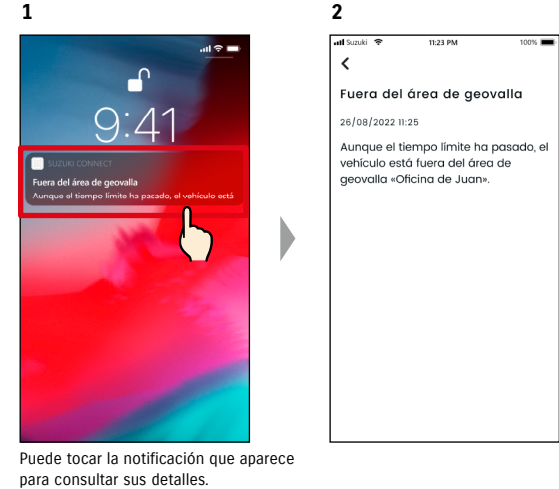 1
2
9:41
SUZUKI CONNECT
Fuera del área de geovalla
Aunque el tiempo límite ha pasado, el vehículo está
Suzuki 11:23 PM 100%
Fuera del área de geovalla
26/08/2022 11:25
Aunque el tiempo límite ha pasado, el
vehículo está fuera del área de
geovalla «Oficina de Juan».
Puede tocar la notificación que aparece
para consultar sus detalles.